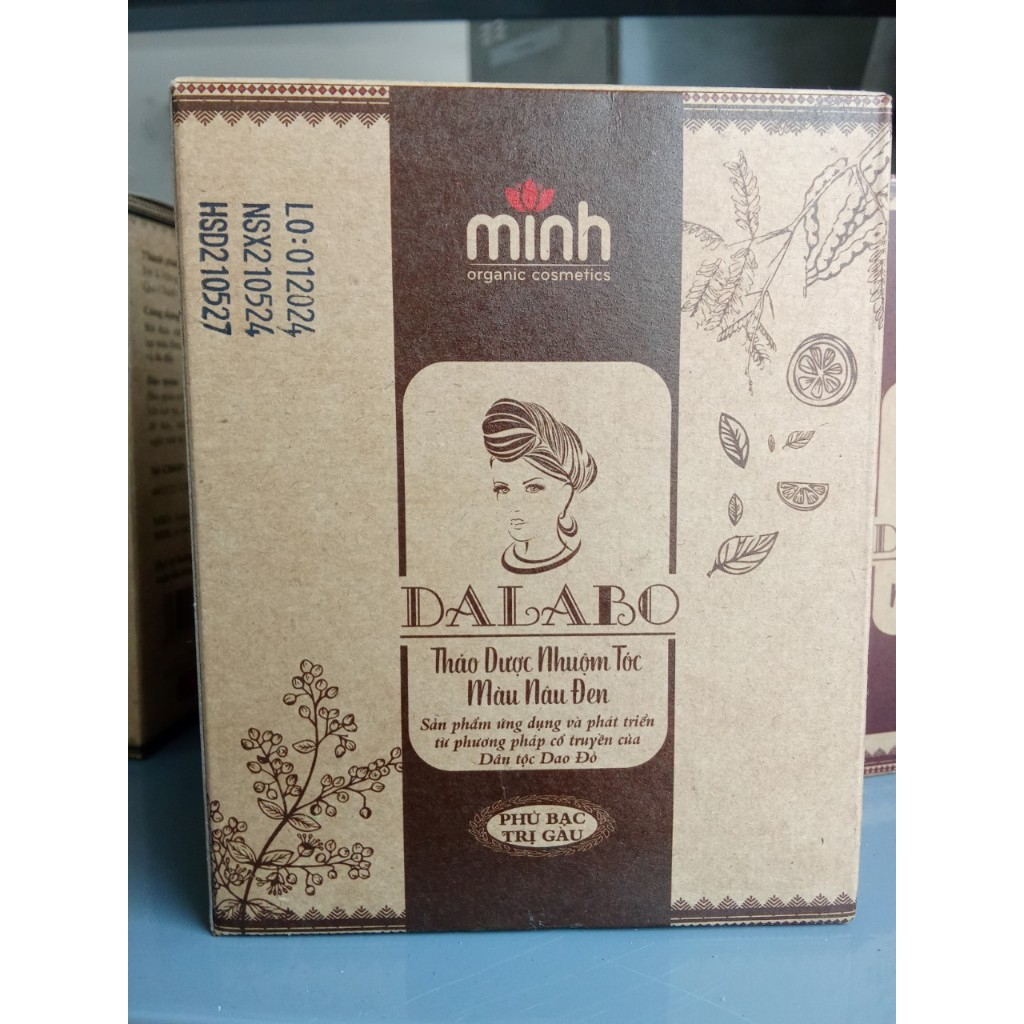 LO:012024
NSX210524
HSD210527
minh
organic cosmetics
DALABO
Thảo Dược Nhuộm Tóc
Màu Nâu Đen
Sản phẩm ứng dụng và phát triển
từ phương pháp cổ truyền của
Dân tộc Dao Đỏ
PHỦ BẠC
TRỊ GÀU